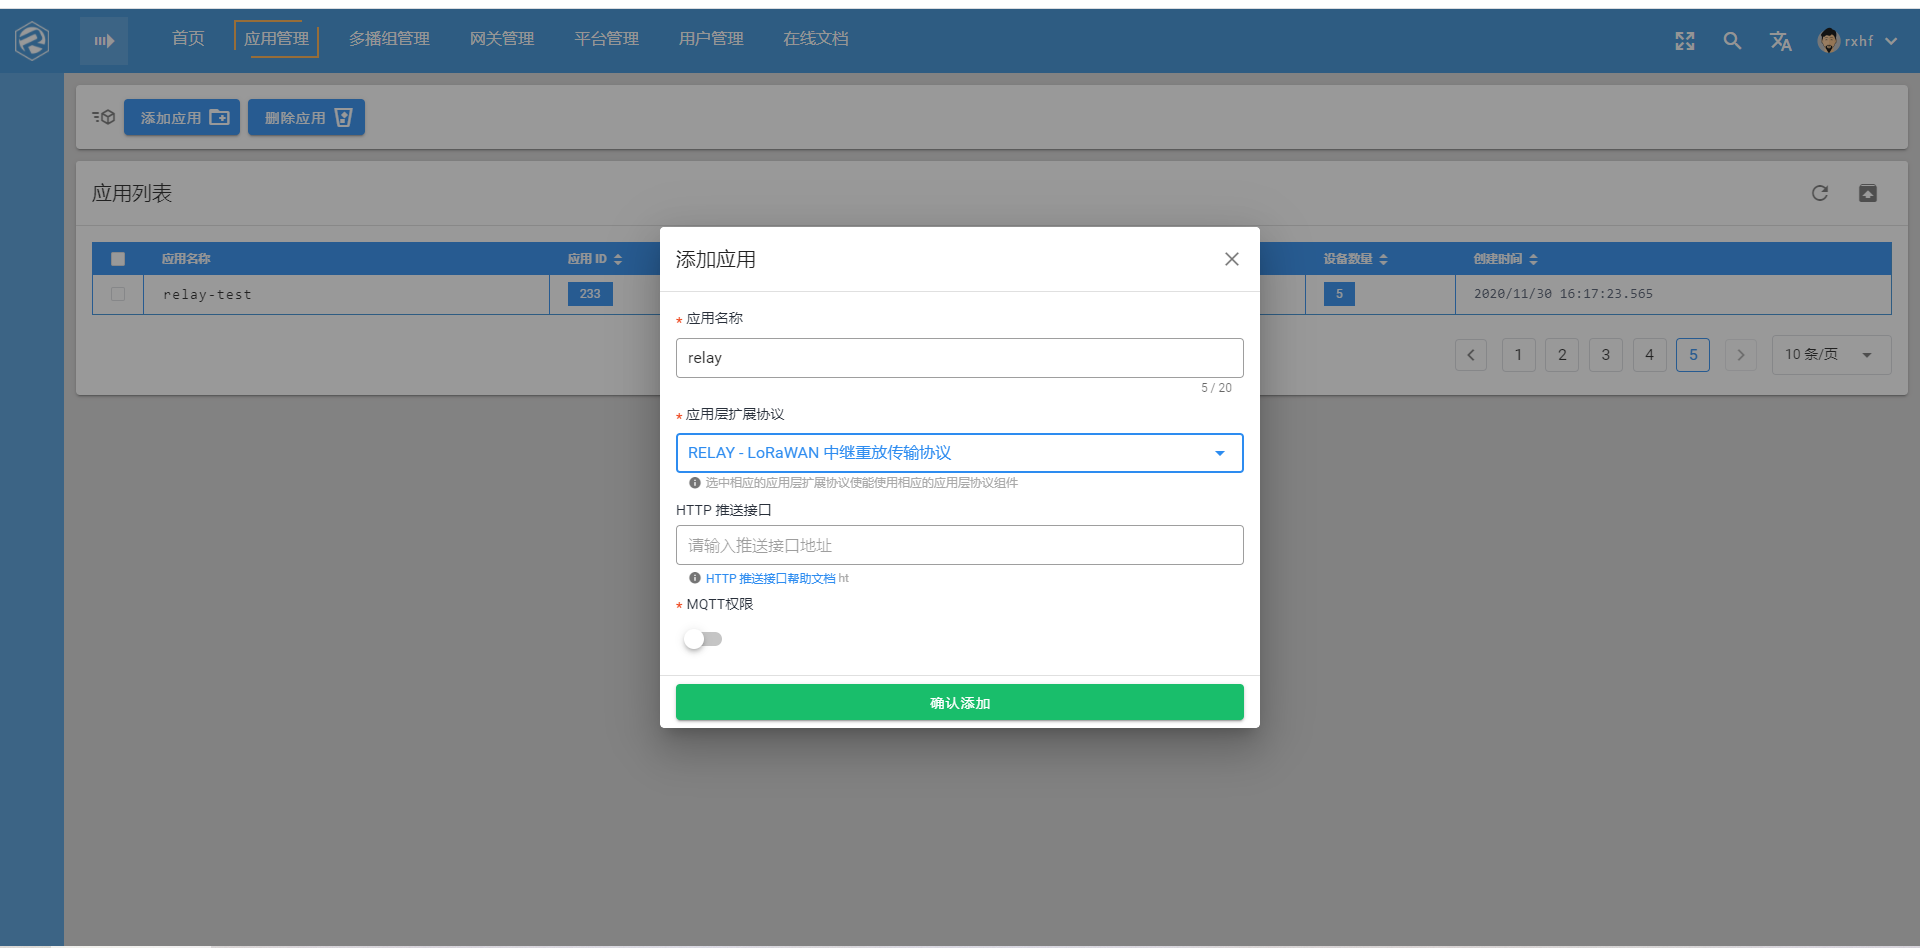 首页 应用管理 多播组管理 网关管理 平台管理 用户管理 在线文档 rxhf
添加应用 删除应用
应用列表
应用名称 应用 ID 设备数量 创建时间
relay-test 233 5 2020/11/30 16:17:23.565
1 2 3 4 5 10 条/页
添加应用
* 应用名称
relay
5 / 20
* 应用层扩展协议
RELAY - LoRaWAN 中继重放传输协议
选中相应的应用层扩展协议使能使用相应的应用层协议组件
HTTP 推送接口
请输入推送接口地址
HTTP 推送接口帮助文档 ht
* MQTT权限
确认添加